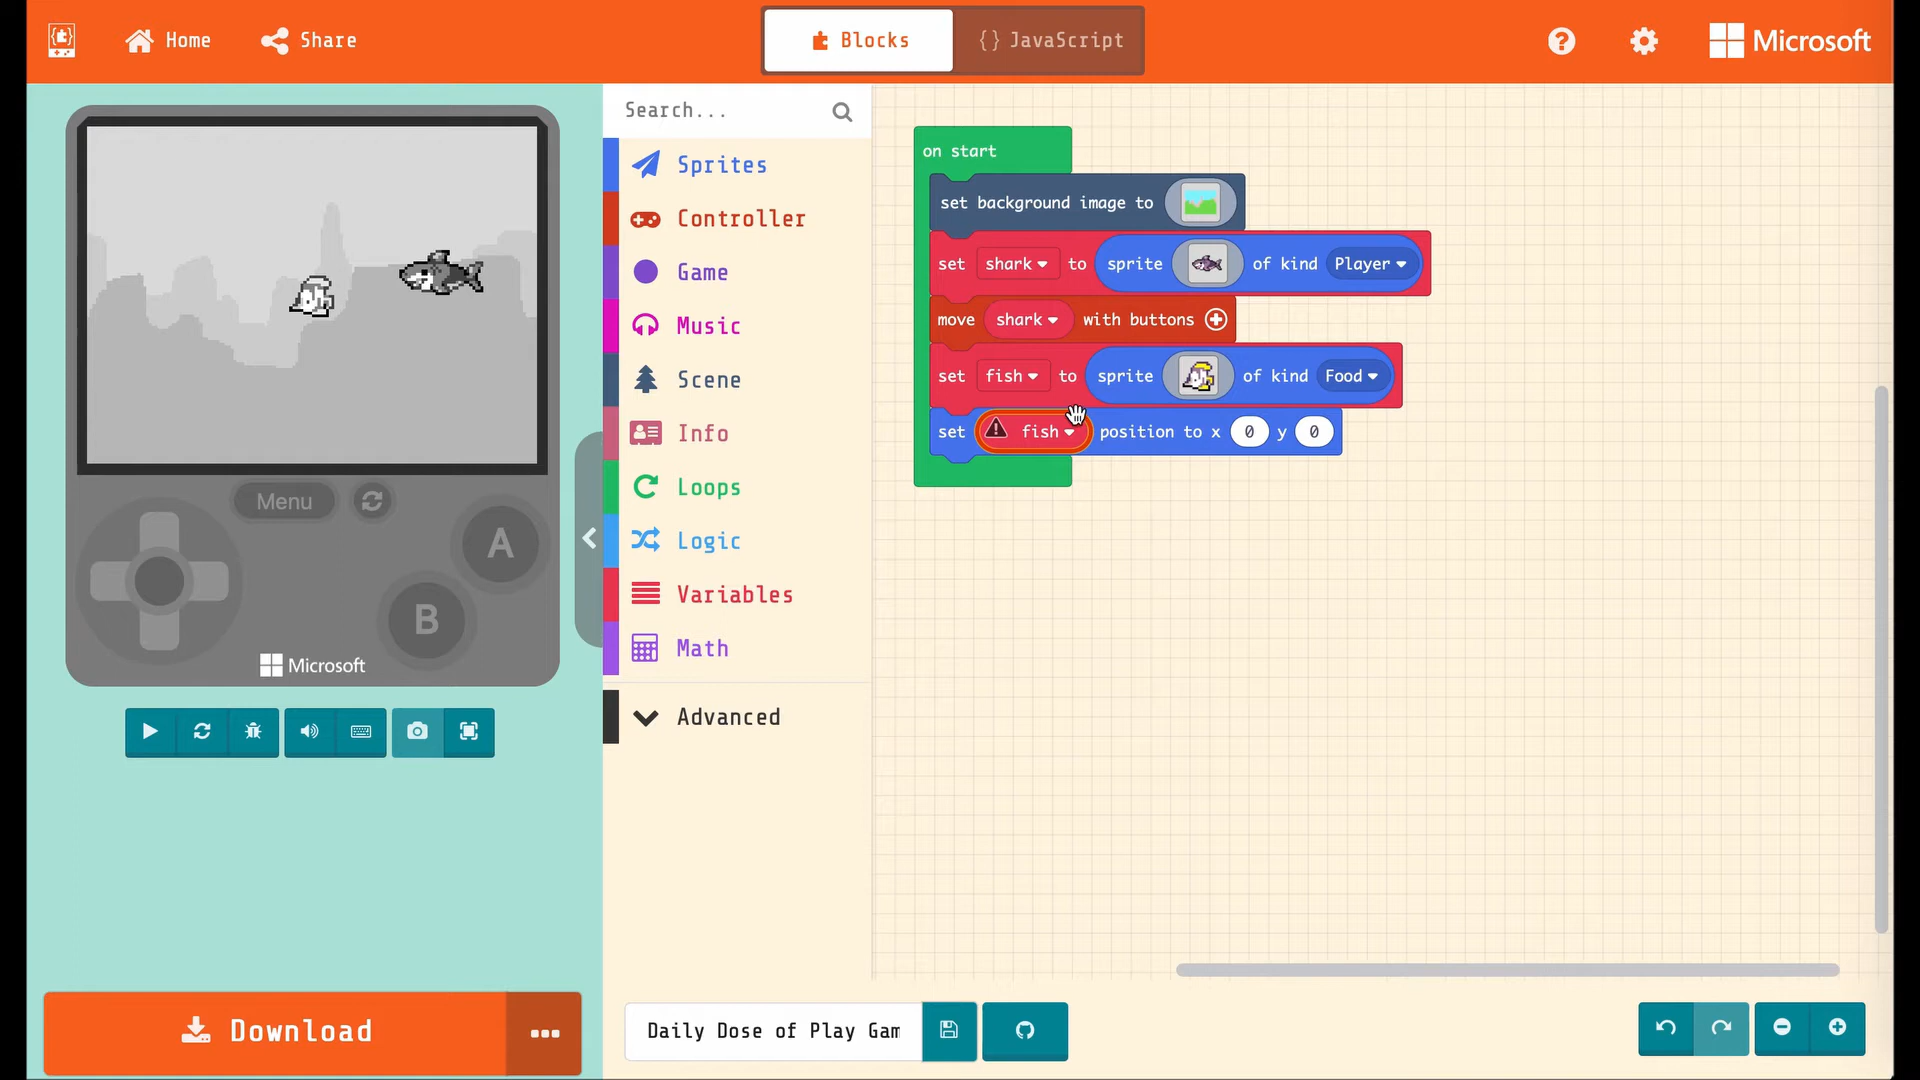 Home
Share
Blocks
{} JavaScript
Microsoft
Search...
Sprites
Controller
Game
Music
Scene
Info
Loops
Logic
Variables
Math
Advanced
on start
set background image to
set shark to sprite of kind Player
move shark with buttons
set fish to sprite of kind Food
set fish position to x 0 y 0
Menu
A
B
Microsoft
Download
...
Daily Dose of Play Gam